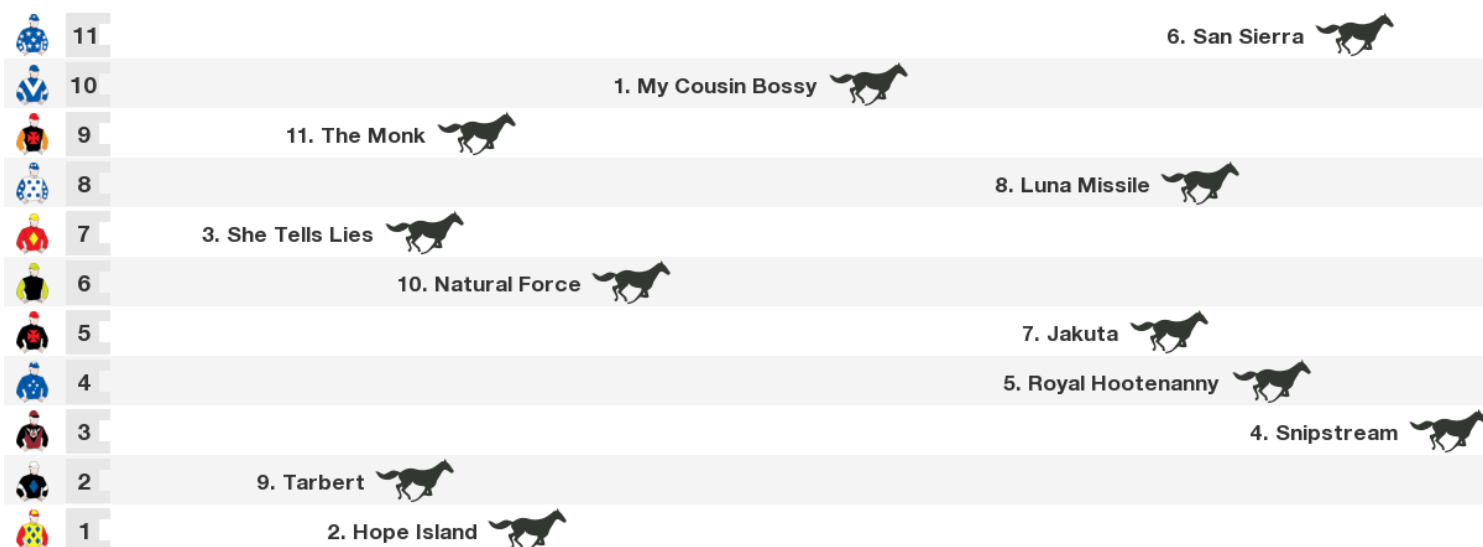 11 6. San Sierra
10 1. My Cousin Bossy
9 11. The Monk
8 8. Luna Missile
7 3. She Tells Lies
6 10. Natural Force
5 7. Jakuta
4 5. Royal Hootenanny
3 4. Snipstream
2 9. Tarbert
1 2. Hope Island